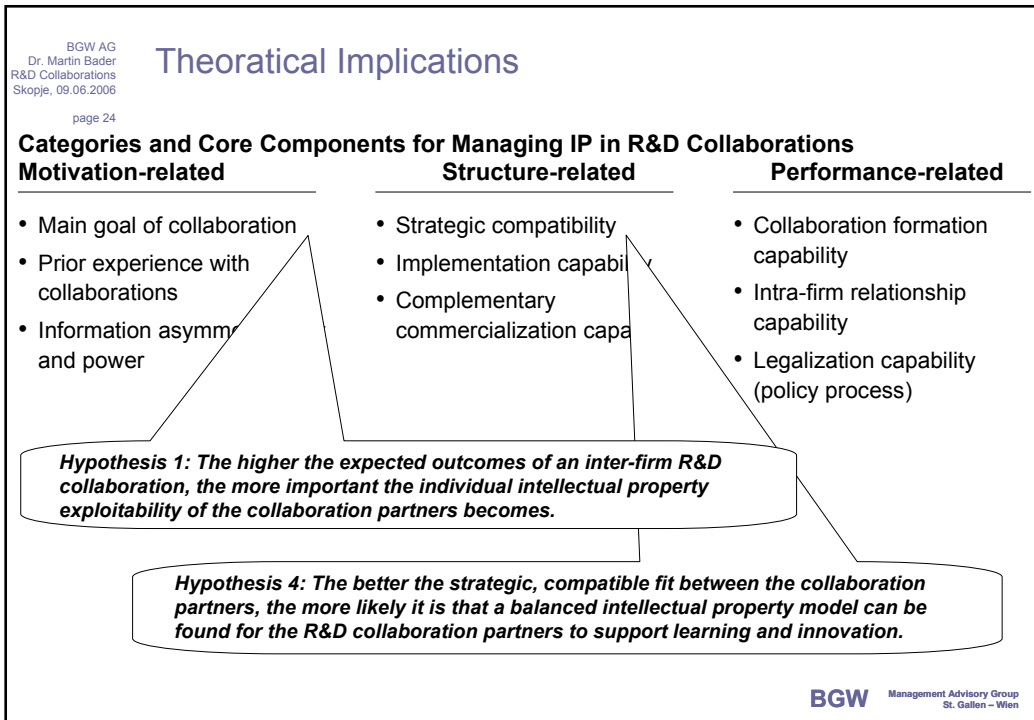 BGW AG
Dr. Martin Bader
R&D Collaborations
Skopje, 09.06.2006
page 24
Theoratical Implications
Categories and Core Components for Managing IP in R&D Collaborations
Motivation-related
• Main goal of collaboration
• Prior experience with
collaborations
• Information
and power
Structure-related
• Strategic compatibility
• Implementation capability
• Complementary
commercialization
Performance-related
• Collaboration formation
capability
• Intra-firm relationship
capability
• Legalization capability
(policy process)
Hypothesis 1: The higher the expected outcomes of an inter-firm R&D
collaboration, the more important the individual intellectual property
exploitability of the collaboration partners becomes.
Hypothesis 4: The better the strategic, compatible fit between the collaboration
partners, the more likely it is that a balanced intellectual property model can be
found for the R&D collaboration partners to support learning and innovation.
BGW Management Advisory Group
St. Gallen – Wien